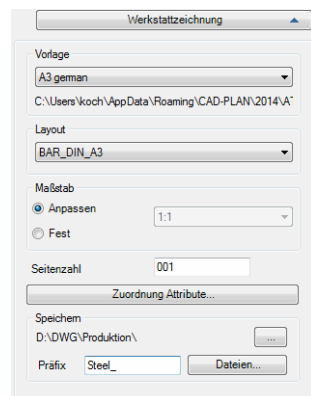 Werkstattzeichnung
Vorlage
A3 german
C:\Users\koch\AppData\Roaming\CAD-PLAN\2014\A
Layout
BAR_DIN_A3
Maßstab
Anpassen
1:1
Fest
Seitenzahl 001
Zuordnung Attribute...
Speichern
D:\DWG\Produktion\ ...
Präfix Steel_ Dateien...